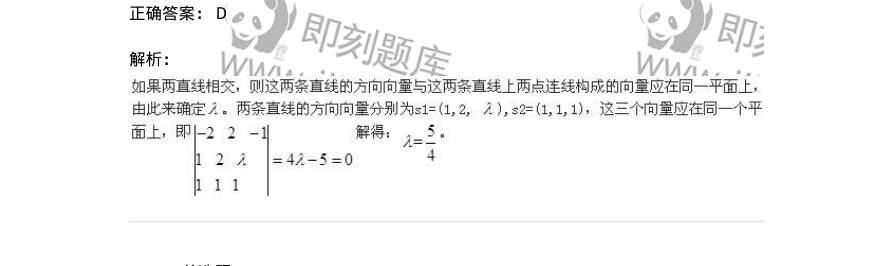 正确答案： D
即刻题库
即
www.
解析：
如果两直线相交，则这两条直线的方向向量与这两条直线上两点连线构成的向量应在同一平面上，
由此来确定λ。两条直线的方向向量分别为s1=(1,2, λ),s2=(1,1,1)，这三个向量应在同一个平
面上，即|-2 2 -1| 解得：λ=5/4。
|1 2 λ|=4λ-5=0
|1 1 1|